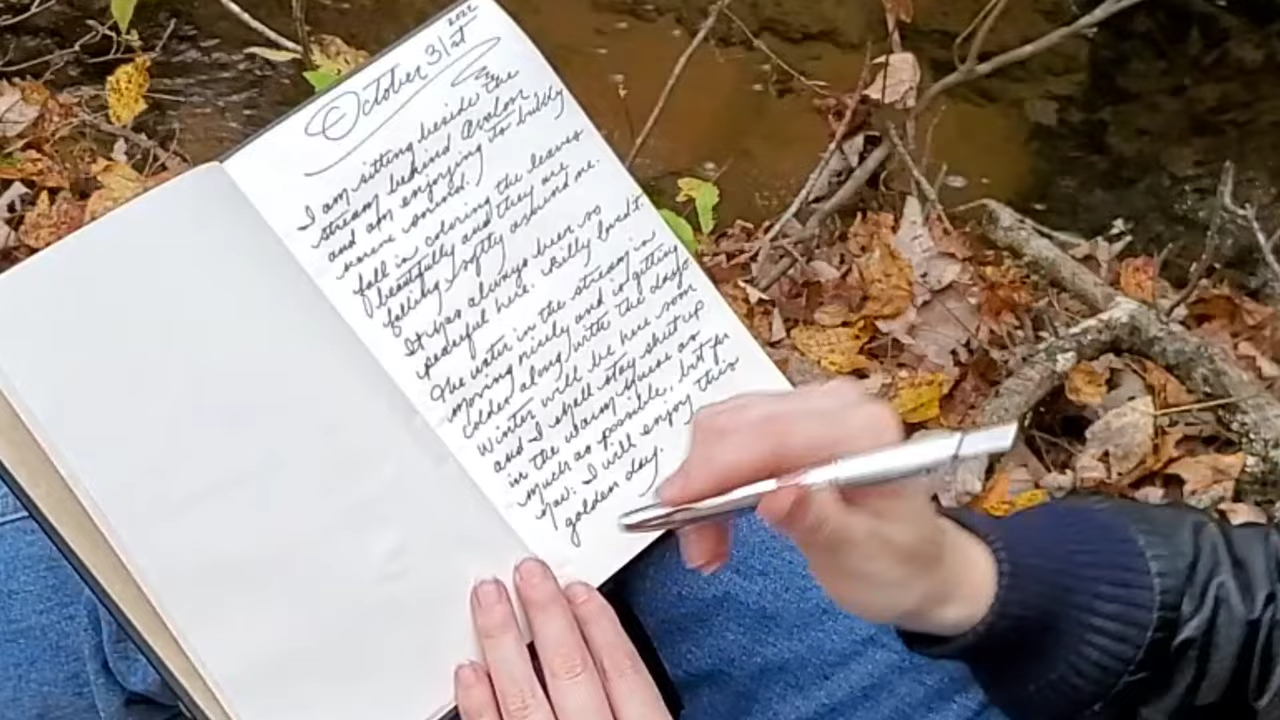 October 31st
2022
I am sitting beside the
stream behind Avalon
and am enjoying its bubbly
fall is coloring the leaves
beautifully and they are
falling softly around me.
It has always been so
peaceful here. Billy loved it.
The water in the stream is
moving nicely and is getting
colder along with the days
Winter will be here soon
and I shall stay shut up
in the warm house as
much as possible, but for
now: I will enjoy this
golden day.